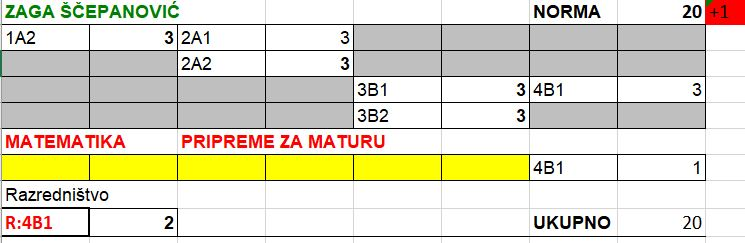 ZAGA ŠČEPANOVIĆ NORMA 20 +1
1A2 3 2A1 3
2A2 3
3B1 3 4B1 3
3B2 3
MATEMATIKA PRIPREME ZA MATURU
4B1 1
Razredništvo
R:4B1 2 UKUPNO 20